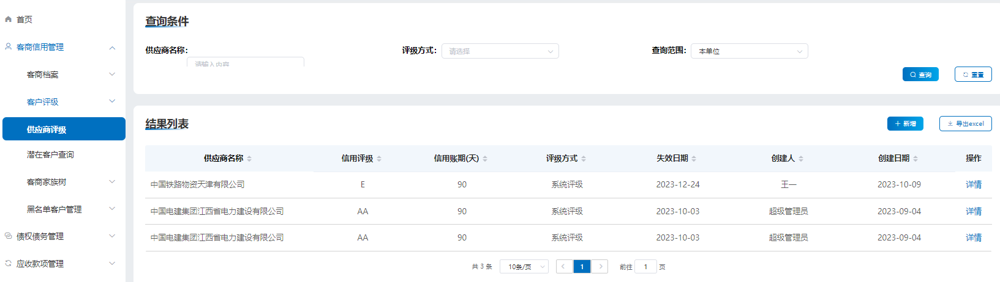 首页
客商信用管理
客商档案
客户评级
供应商评级
潜在客户查询
客商家族树
黑名单客户管理
债权债务管理
应收款项管理
查询条件
供应商名称: 评级方式: 请选择 查询范围: 本单位
请输入内容
查询 重置
结果列表 新增 导出excel
供应商名称 信用评级 信用账期(天) 评级方式 失效日期 创建人 创建日期 操作
中国铁路物资天津有限公司 E 90 系统评级 2023-12-24 王一 2023-10-09 详情
中国电建集团江西省电力建设有限公司 AA 90 系统评级 2023-10-03 超级管理员 2023-09-04 详情
中国电建集团江西省电力建设有限公司 AA 90 系统评级 2023-10-03 超级管理员 2023-09-04 详情
共 3 条 10条/页 1 前往 1 页